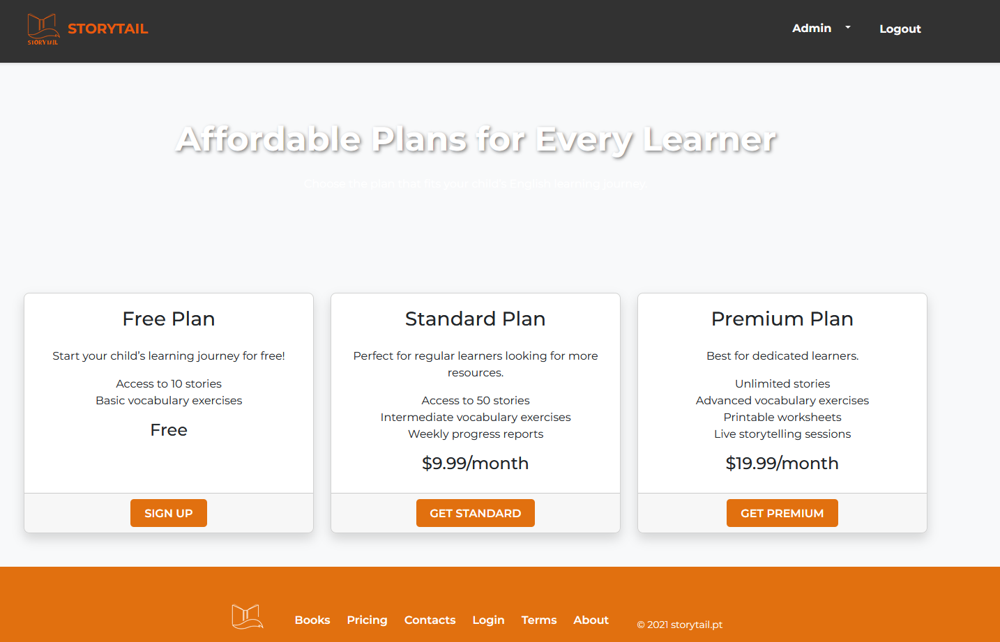 STORYTAIL
STORYTAIL
Admin
Logout
Affordable Plans for Every Learner
Choose the plan that fits your child's English learning journey.
Free Plan
Start your child’s learning journey for free!
Access to 10 stories
Basic vocabulary exercises
Free
SIGN UP
Standard Plan
Perfect for regular learners looking for more
resources.
Access to 50 stories
Intermediate vocabulary exercises
Weekly progress reports
$9.99/month
GET STANDARD
Premium Plan
Best for dedicated learners.
Unlimited stories
Advanced vocabulary exercises
Printable worksheets
Live storytelling sessions
$19.99/month
GET PREMIUM
Books Pricing Contacts Login Terms About
© 2021 storytail.pt